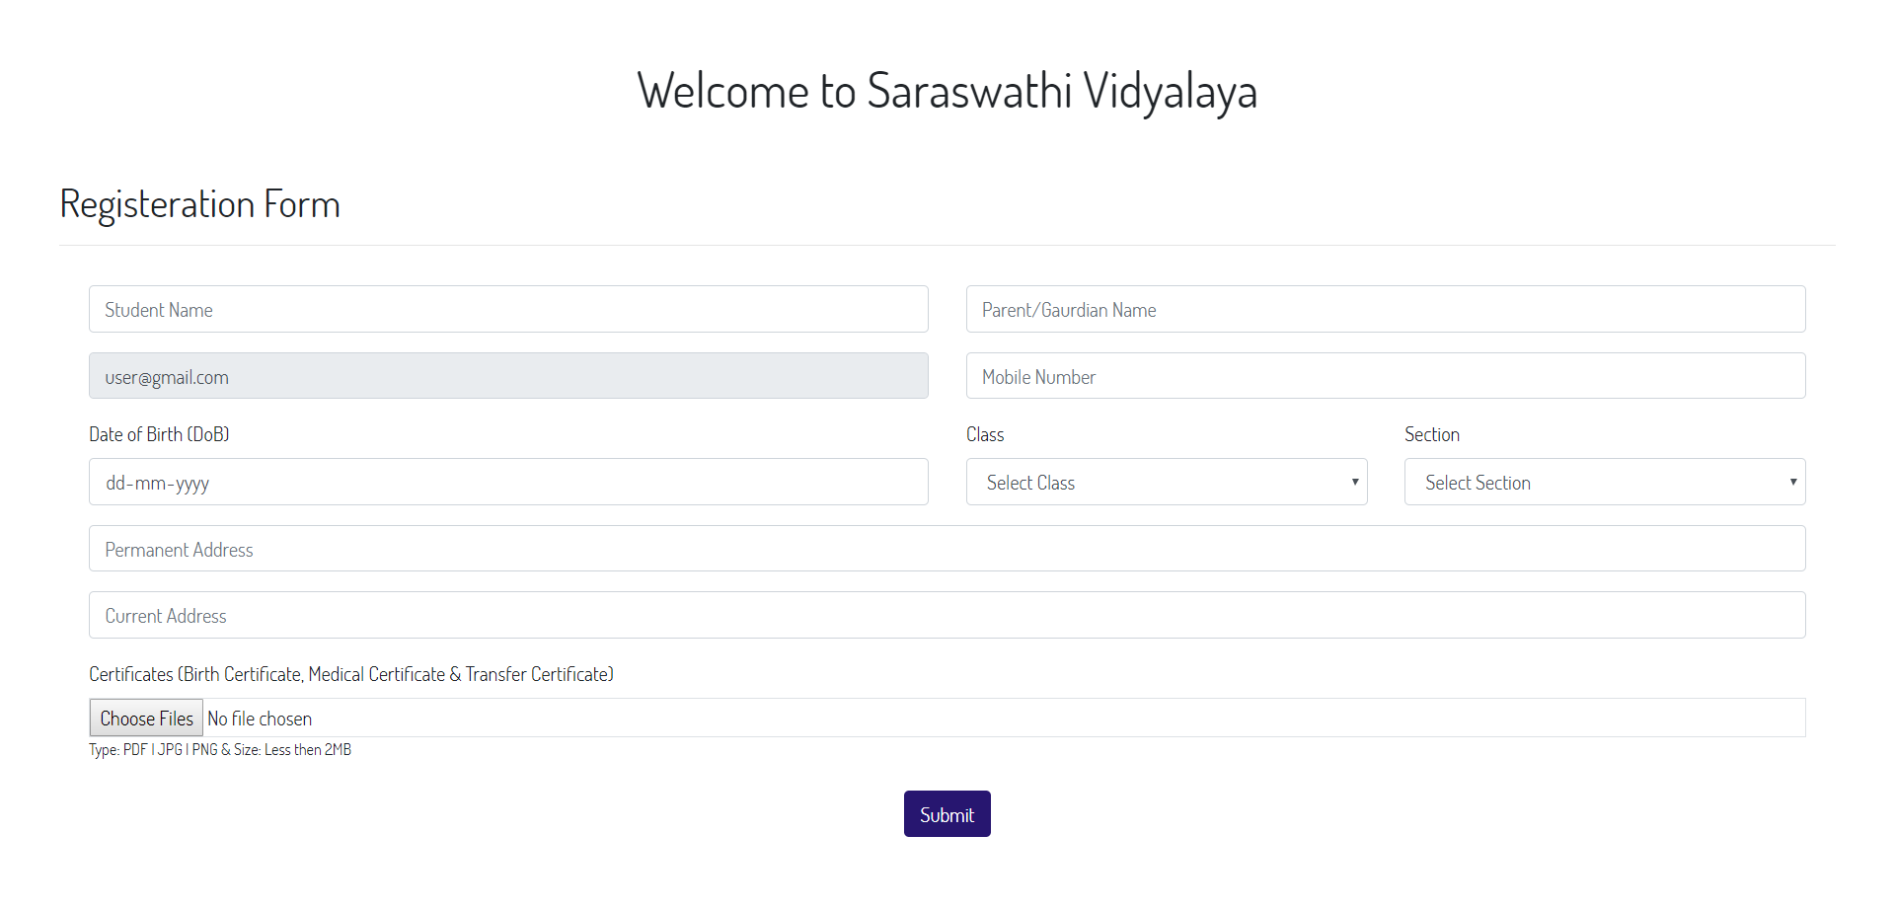 Welcome to Saraswathi Vidyalaya
Registeration Form
Student Name
Parent/Gaurdian Name
user@gmail.com
Mobile Number
Date of Birth (DoB)
Class
Section
dd-mm-yyyy
Select Class
Select Section
Permanent Address
Current Address
Certificates (Birth Certificate, Medical Certificate & Transfer Certificate)
Choose Files No file chosen
Type: PDF | JPG | PNG & Size: Less then 2MB
Submit